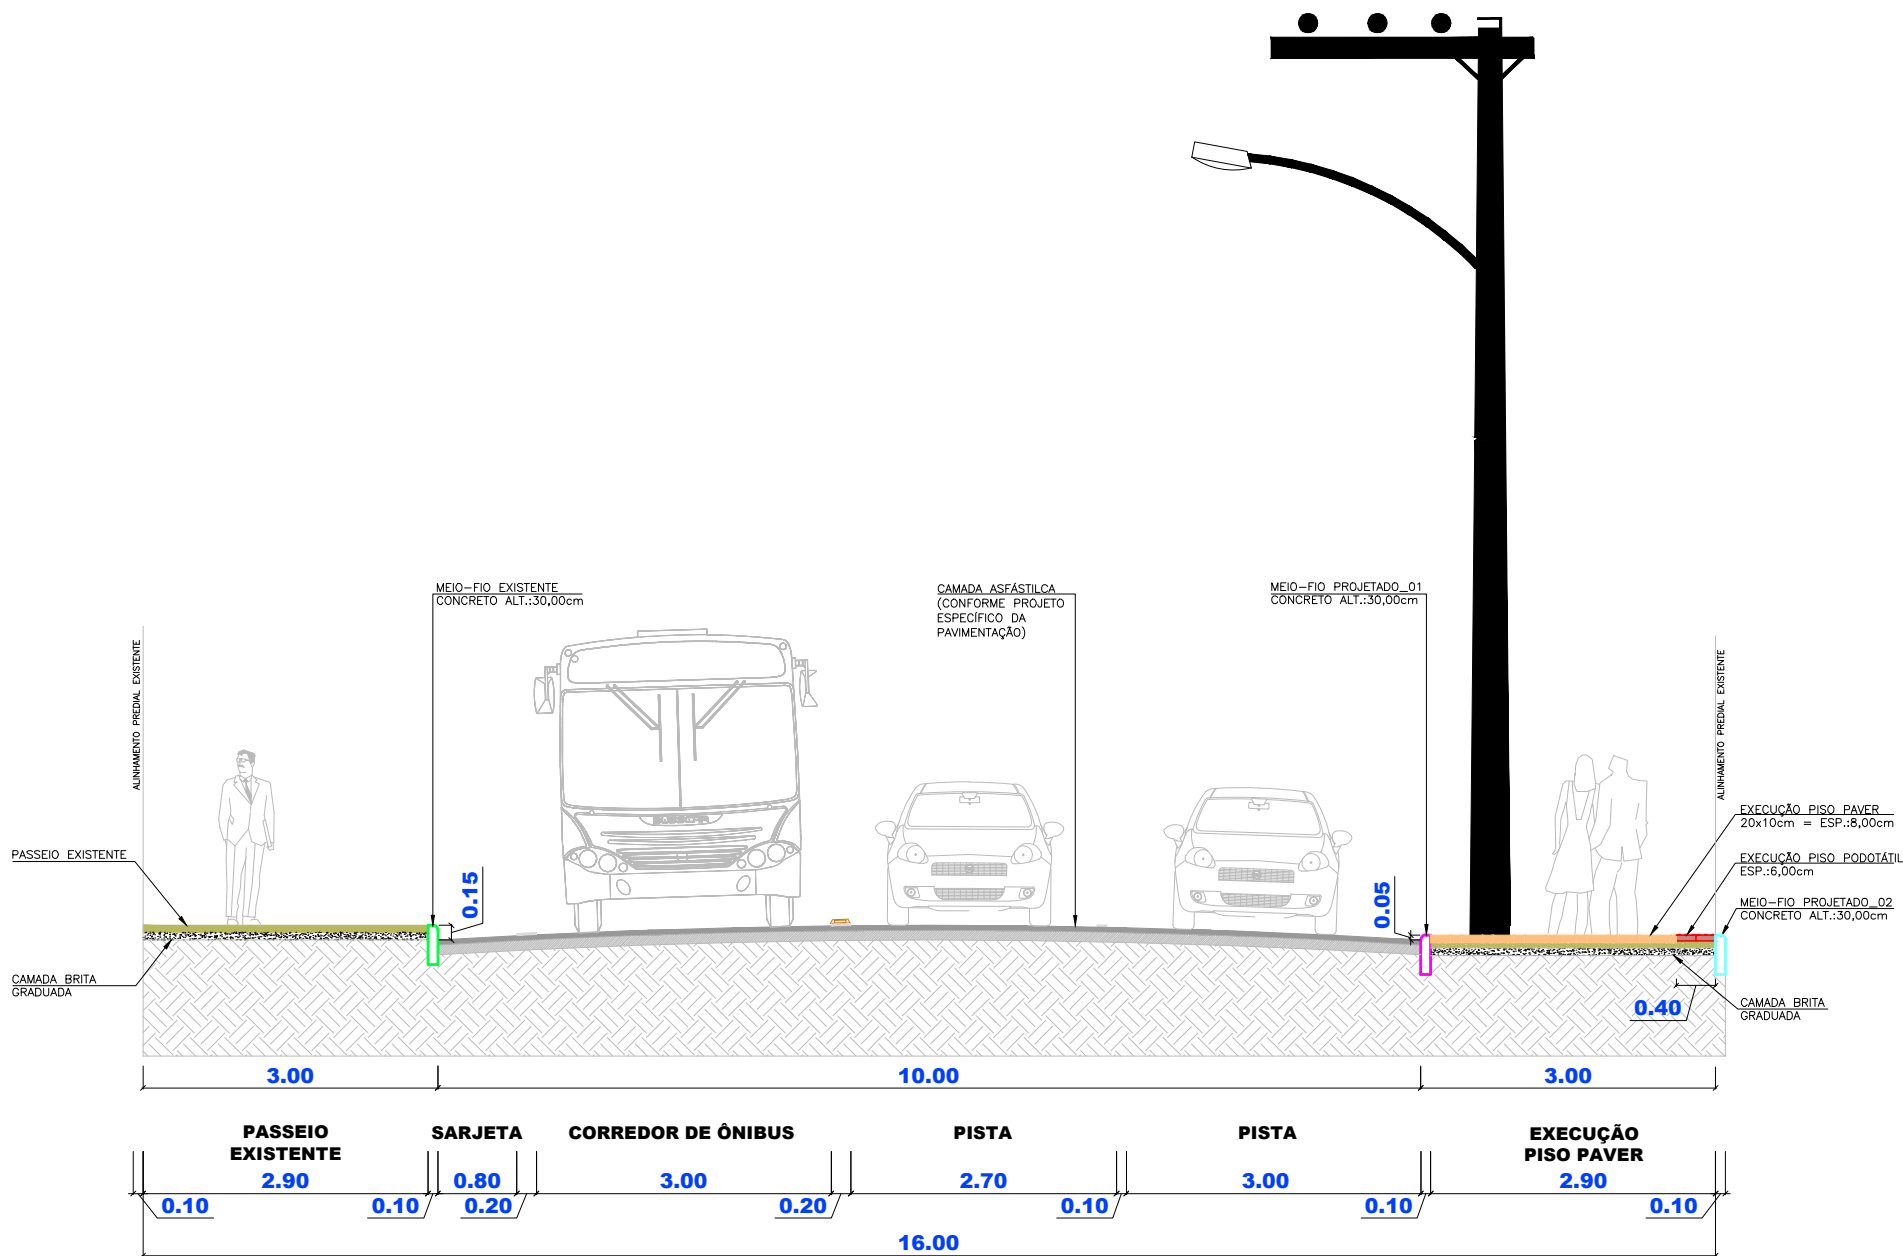 MEIO-FIO EXISTENTE
CONCRETO ALT.:30,00cm
CAMADA ASFÁSTILCA
(CONFORME PROJETO
ESPECÍFICO DA
PAVIMENTAÇÃO)
MEIO-FIO PROJETADO_01
CONCRETO ALT.:30,00cm
ALINHAMENTO PREDIAL EXISTENTE
ALINHAMENTO PREDIAL EXISTENTE
BUSSCAR
EXECUÇÃO PISO PAVER
20x10cm = ESP.:8,00cm
PASSEIO EXISTENTE
EXECUÇÃO PISO PODOTÁTIL
ESP.:6,00cm
0.15
0.05
MEIO-FIO PROJETADO_02
CONCRETO ALT.:30,00cm
CAMADA BRITA
GRADUADA
0.40
CAMADA BRITA
GRADUADA
3.00
10.00
3.00
PASSEIO
EXISTENTE
SARJETA
CORREDOR DE ÔNIBUS
PISTA
PISTA
EXECUÇÃO
PISO PAVER
2.90
0.80
3.00
2.70
3.00
2.90
0.10
0.10
0.20
0.20
0.10
0.10
0.10
16.00